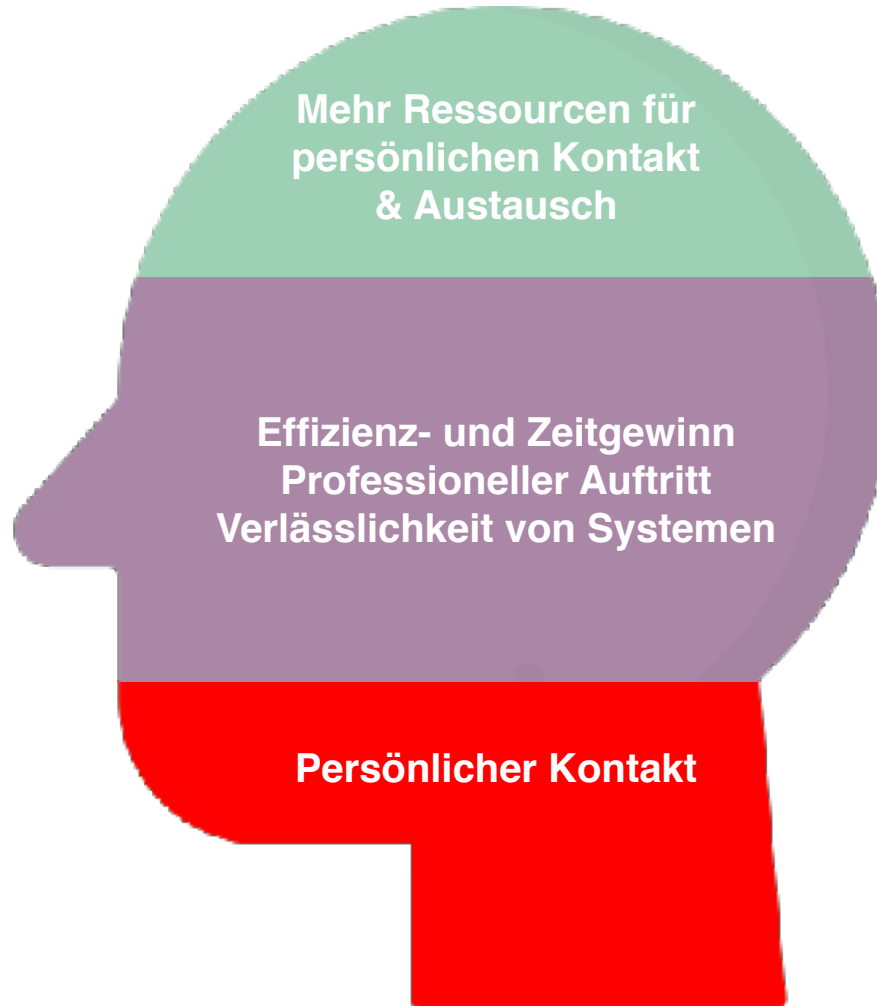 Mehr Ressourcen für
persönlichen Kontakt
& Austausch
Effizienz- und Zeitgewinn
Professioneller Auftritt
Verlässlichkeit von Systemen
Persönlicher Kontakt